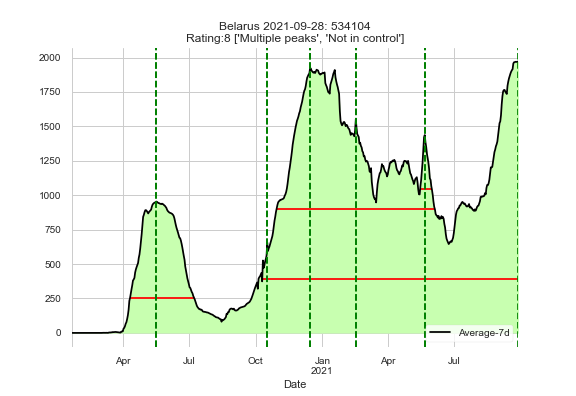 Belarus 2021-09-28: 534104
Rating:8 ['Multiple peaks', 'Not in control']
2000
1750
1500
1250
1000
750
500
250
0
Apr
Jul
Oct
Jan
2021
Apr
Jul
Date
Average-7d